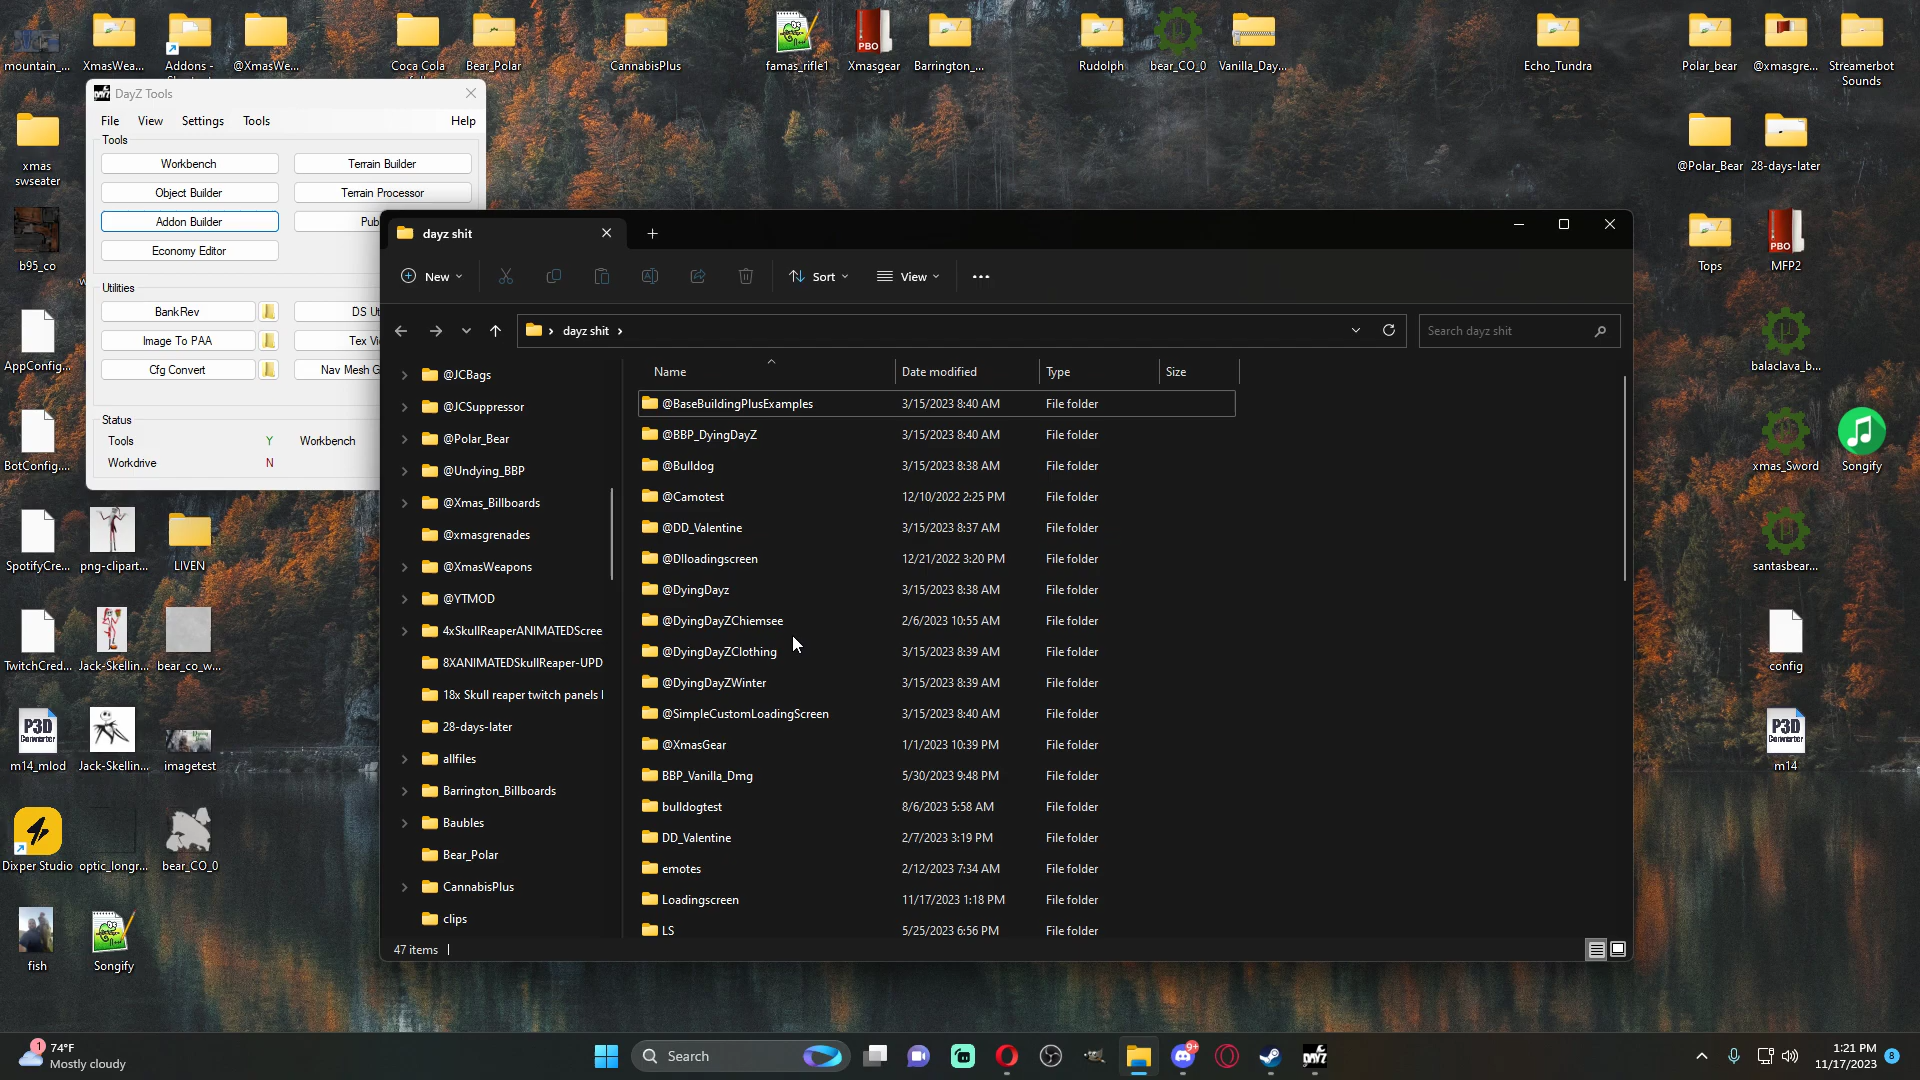 mountain_...
XmasWea...
Addons -
@XmasWe...
Coca Cola
Bear_Polar
CannabisPlus
famas_rifle1
Xmasgear
Barrington_...
Rudolph
bear_CO_0
Vanilla_Day...
Echo_Tundra
Polar_bear
@xmasgre...
Streamerbot
Sounds
PBO
DayZ Tools
File
View
Settings
Tools
Help
Tools
Workbench
Terrain Builder
Object Builder
Terrain Processor
Addon Builder
Pub
Economy Editor
Utilities
BankRev
DS Ut
Image To PAA
Tex Vi
Cfg Convert
Nav Mesh G
Status
Tools
Y
Workbench
Workdrive
N
xmas
swseater
b95_co
AppConfig...
BotConfig....
SpotifyCre...
png-clipart...
LIVEN
TwitchCred...
Jack-Skellin...
bear_co_w...
P3D
Converter
m14_mlod
Jack-Skellin...
imagetest
Dixper Studio
optic_longr...
bear_CO_0
fish
Songify
dayz shit
New
Sort
View
dayz shit
Search dayz shit
@JCBags
@JCSuppressor
@Polar_Bear
@Undying_BBP
@Xmas_Billboards
@xmasgrenades
@XmasWeapons
@YTMOD
4xSkullReaperANIMATEDScree
8XANIMATEDSkullReaper-UPD
18x Skull reaper twitch panels
28-days-later
allfiles
Barrington_Billboards
Baubles
Bear_Polar
CannabisPlus
clips
Name
Date modified
Type
Size
@BaseBuildingPlusExamples 3/15/2023 8:40 AM File folder
@BBP_DyingDayZ 3/15/2023 8:40 AM File folder
@Bulldog 3/15/2023 8:38 AM File folder
@Camotest 12/10/2022 2:25 PM File folder
@DD_Valentine 3/15/2023 8:37 AM File folder
@Dlloadingscreen 12/21/2022 3:20 PM File folder
@DyingDayz 3/15/2023 8:38 AM File folder
@DyingDayZChiemsee 2/6/2023 10:55 AM File folder
@DyingDayZClothing 3/15/2023 8:39 AM File folder
@DyingDayZWinter 3/15/2023 8:39 AM File folder
@SimpleCustomLoadingScreen 3/15/2023 8:40 AM File folder
@XmasGear 1/1/2023 10:39 PM File folder
BBP_Vanilla_Dmg 5/30/2023 9:48 PM File folder
bulldogtest 8/6/2023 5:58 AM File folder
DD_Valentine 2/7/2023 3:19 PM File folder
emotes 2/12/2023 7:34 AM File folder
Loadingscreen 11/17/2023 1:18 PM File folder
LS 5/25/2023 6:56 PM File folder
47 items
@Polar_Bear
28-days-later
PBO
Tops
MFP2
balaclava_b...
xmas_Sword
Songify
santasbear...
config
P3D
Converter
m14
1
74°F
Mostly cloudy
Search
9+
DAYZ
1:21 PM
11/17/2023
8